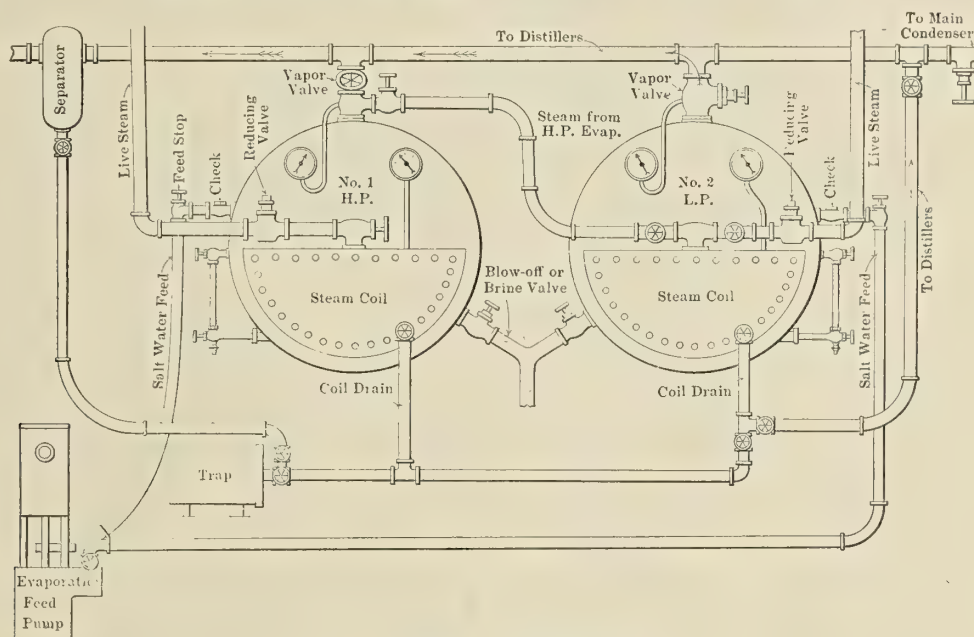 To Distillers
To Main
Condenser
Separator
Vapor
Valve
Vapor
Valve
Live Steam
Feed Stop
Check
Reducing
Valve
Steam from
H.P. Evap.
Reducing
Valve
Live Steam
Check
No. 1
H.P.
No. 2
L.P.
To Distillers
Steam Coil
Blow-off or
Brine Valve
Steam Coil
Salt Water Feed
Coil Drain
Coil Drain
Salt Water Feed
Trap
Evaporator
Feed
Pump